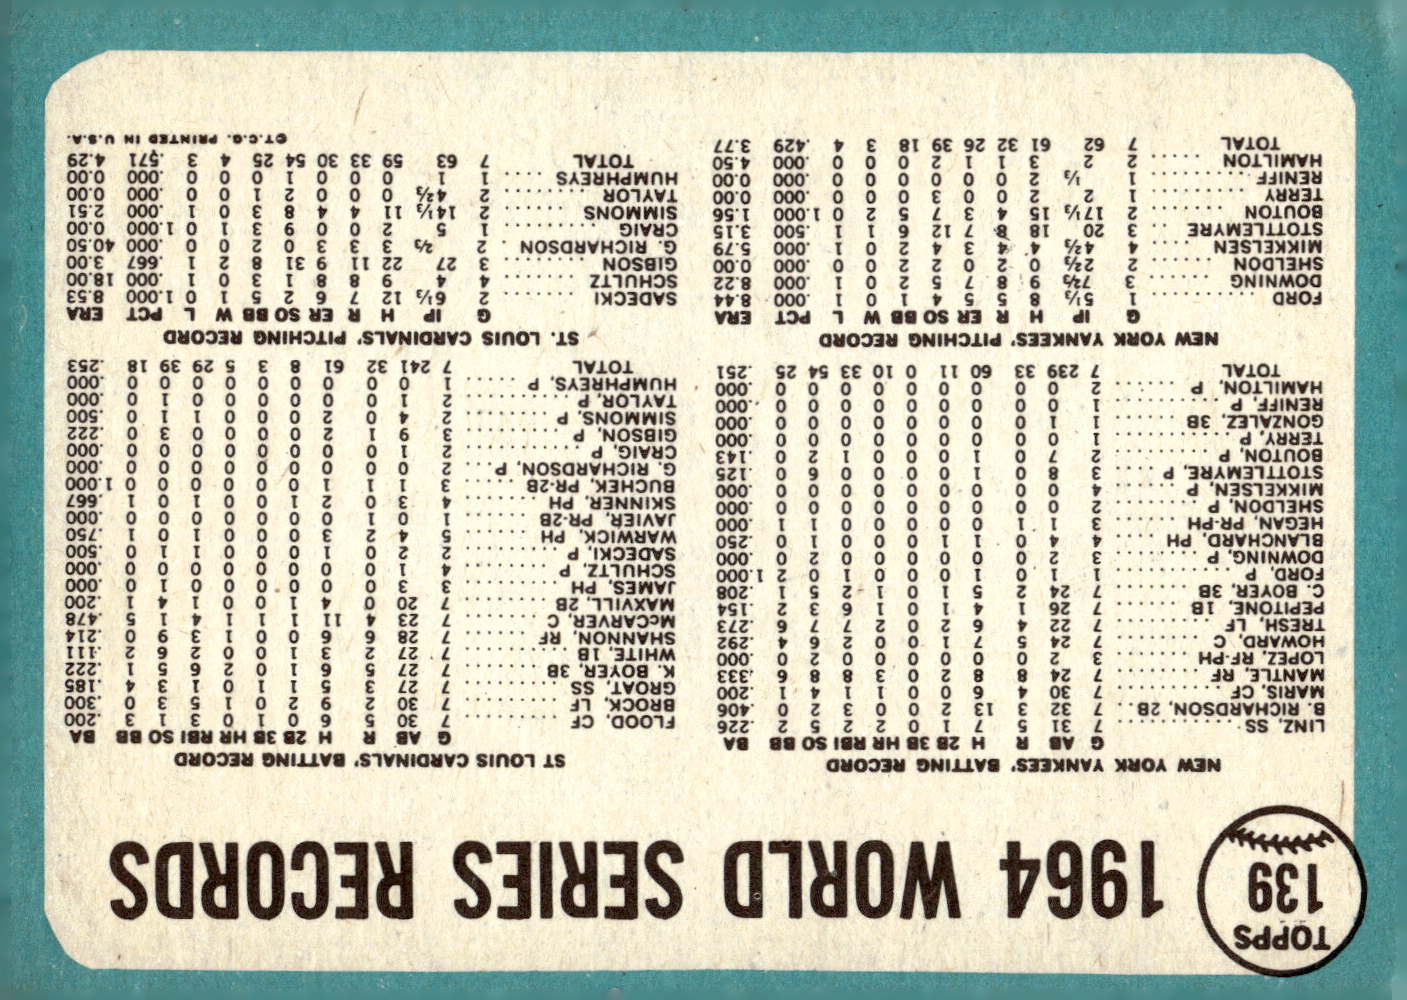 TOPPS
139
1964 WORLD SERIES RECORDS
NEW YORK YANKEES' BATTING RECORD
G AB R H 2B 3B HR RBI SO BB BA
LINZ, SS 7 31 5 7 1 0 2 2 5 2 .226
B. RICHARDSON, 2B 7 32 3 13 2 0 0 3 2 0 .406
MARIS, CF 7 30 4 6 0 0 1 1 4 1 .200
MANTLE, RF 7 24 8 8 2 0 3 8 8 6 .333
LOPEZ, RF-PH 3 2 0 0 0 0 0 0 2 0 .000
HOWARD, C 7 24 5 7 1 0 0 2 6 4 .292
TRESH, LF 7 22 4 6 2 0 2 7 7 6 .273
PEPITONE, 1B 7 26 1 4 1 0 1 6 3 2 .154
C. BOYER, 3B 7 24 2 5 1 0 1 2 5 1 .208
FORD, P 1 1 0 1 0 0 0 1 0 2 1.000
DOWNING, P 3 2 0 0 0 0 0 0 2 0 .000
BLANCHARD, PH 4 4 0 1 1 0 0 0 1 0 .250
HEGAN, PR-PH 3 1 1 0 0 0 0 0 1 1 .000
SHELDON, P 2 0 0 0 0 0 0 0 0 0 .000
MIKKELSEN, P 4 0 0 0 0 0 0 0 0 0 .000
STOTTLEMYRE, P 3 8 0 1 0 0 0 0 6 0 .125
BOUTON, P 2 7 0 1 0 0 0 1 2 0 .143
TERRY, P 1 0 0 0 0 0 0 0 0 0 .000
GONZALEZ, 3B 1 1 0 0 0 0 0 0 0 0 .000
RENIFF, P 1 0 0 0 0 0 0 0 0 0 .000
HAMILTON, P 2 0 0 0 0 0 0 0 0 0 .000
TOTAL 7 239 33 60 11 0 10 33 54 25 .251
NEW YORK YANKEES' PITCHING RECORD
G IP H R ER SO BB W L PCT ERA
FORD 1 5⅓ 8 5 5 4 1 0 1 .000 8.44
DOWNING 3 7⅔ 9 8 7 5 2 0 1 .000 8.22
SHELDON 2 2⅔ 0 2 0 2 2 0 0 .000 0.00
MIKKELSEN 4 4⅔ 4 4 3 4 2 0 1 .000 5.79
STOTTLEMYRE 3 20 18 8 7 12 6 1 1 .500 3.15
BOUTON 2 17⅓ 15 4 3 7 5 2 0 1.000 1.56
TERRY 1 2 2 0 0 3 0 0 0 .000 0.00
RENIFF 1 ⅓ 2 0 0 0 0 0 0 .000 0.00
HAMILTON 2 2 3 1 1 2 0 0 0 .000 4.50
TOTAL 7 62 61 32 26 39 18 3 4 .429 3.77
ST LOUIS CARDINALS' BATTING RECORD
G AB R H 2B 3B HR RBI SO BB BA
FLOOD, CF 7 30 5 6 0 1 0 3 1 3 .200
BROCK, LF 7 30 2 9 2 0 1 5 3 0 .300
GROAT, SS 7 27 3 5 1 1 0 1 3 4 .185
K. BOYER, 3B 7 27 5 6 1 0 2 6 5 1 .222
WHITE, 1B 7 27 2 3 1 0 0 2 6 2 .111
SHANNON, RF 7 28 6 6 0 0 1 3 9 0 .214
McCARVER, C 7 23 4 11 1 1 1 4 1 5 .478
MAXVILL, 2B 7 20 0 4 1 0 0 1 4 1 .200
JAMES, PH 3 3 0 0 0 0 0 0 1 0 .000
SCHULTZ, P 4 1 0 0 0 0 0 0 0 0 .000
SADECKI, P 2 2 0 1 0 0 0 1 1 0 .500
WARWICK, PH 5 4 2 3 0 0 0 1 0 1 .750
JAVIER, PR-2B 1 0 1 0 0 0 0 0 0 0 .000
SKINNER, PH 4 3 0 2 1 0 0 1 0 1 .667
BUCHEK, PR-2B 3 1 1 1 0 0 0 0 0 0 1.000
G. RICHARDSON, P 2 0 0 0 0 0 0 0 0 0 .000
CRAIG, P 2 1 0 0 0 0 0 0 0 0 .000
GIBSON, P 3 9 1 2 0 0 0 0 3 0 .222
SIMMONS, P 2 4 0 2 0 0 0 1 1 0 .500
TAYLOR, P 2 1 0 0 0 0 0 0 1 0 .000
HUMPHREYS, P 1 0 0 0 0 0 0 0 0 0 .000
TOTAL 7 241 32 61 8 3 5 29 39 18 .253
ST. LOUIS CARDINALS' PITCHING RECORD
G IP H R ER SO BB W L PCT ERA
SADECKI 2 6⅓ 12 7 6 2 5 1 0 1.000 8.53
SCHULTZ 4 4 9 8 8 1 3 0 1 .000 18.00
GIBSON 3 27 22 11 9 31 8 2 1 .667 3.00
G. RICHARDSON 2 ⅔ 3 3 3 0 2 0 0 .000 40.50
CRAIG 1 5 2 0 0 9 3 1 0 1.000 0.00
SIMMONS 2 14⅓ 11 4 4 8 3 0 1 .000 2.51
TAYLOR 2 4⅔ 0 0 0 2 1 0 0 .000 0.00
HUMPHREYS 1 1 0 0 0 1 0 0 0 .000 0.00
TOTAL 7 63 59 33 30 54 25 4 3 .571 4.29
©T.C.G. PRINTED IN U.S.A.